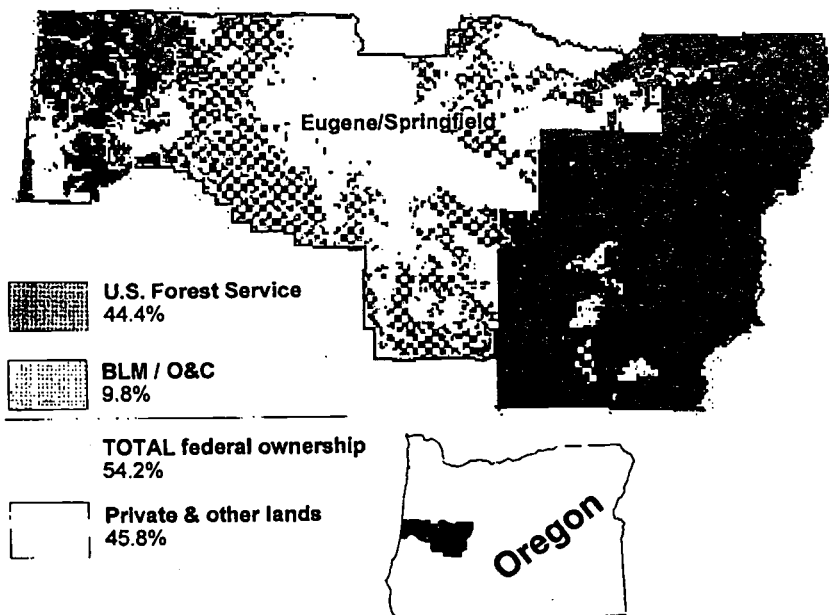 Eugene/Springfield
U.S. Forest Service
44.4%
BLM / O&C
9.8%
TOTAL federal ownership
54.2%
Private & other lands
45.8%
Oregon